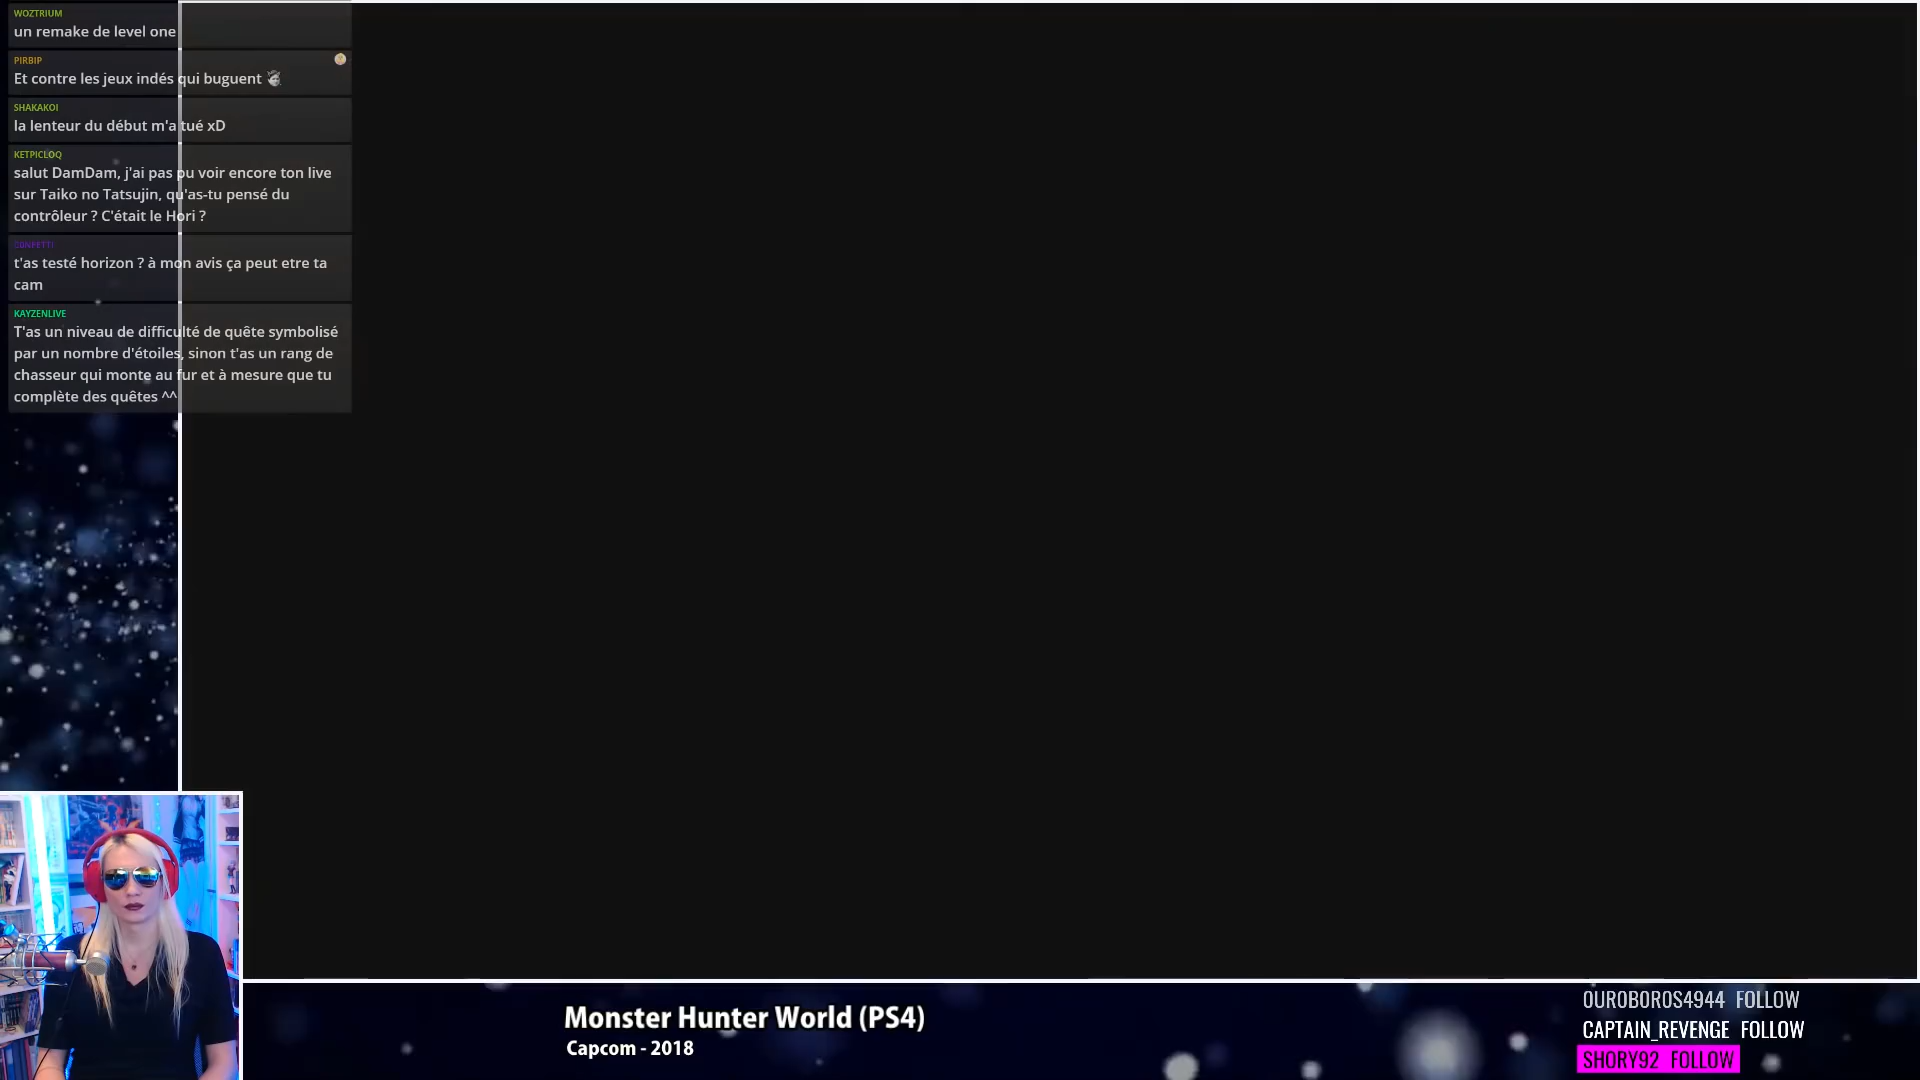 WOZTRIUM
un remake de level one
PIRBIP
Et contre les jeux indés qui buguent
SHAKAKOI
la lenteur du début m'a tué xD
KETPICLOQ
salut DamDam, j'ai pas pu voir encore ton live
sur Taiko no Tatsujin, qu'as-tu pensé du
contrôleur ? C'était le Hori ?
C0NFETTI
t'as testé horizon ? à mon avis ça peut etre ta
cam
KAYZENLIVE
T'as un niveau de difficulté de quête symbolisé
par un nombre d'étoiles, sinon t'as un rang de
chasseur qui monte au fur et à mesure que tu
complète des quêtes ^^
Monster Hunter World (PS4)
Capcom - 2018
OUROBOROS4944 FOLLOW
CAPTAIN_REVENGE FOLLOW
SHORY92 FOLLOW